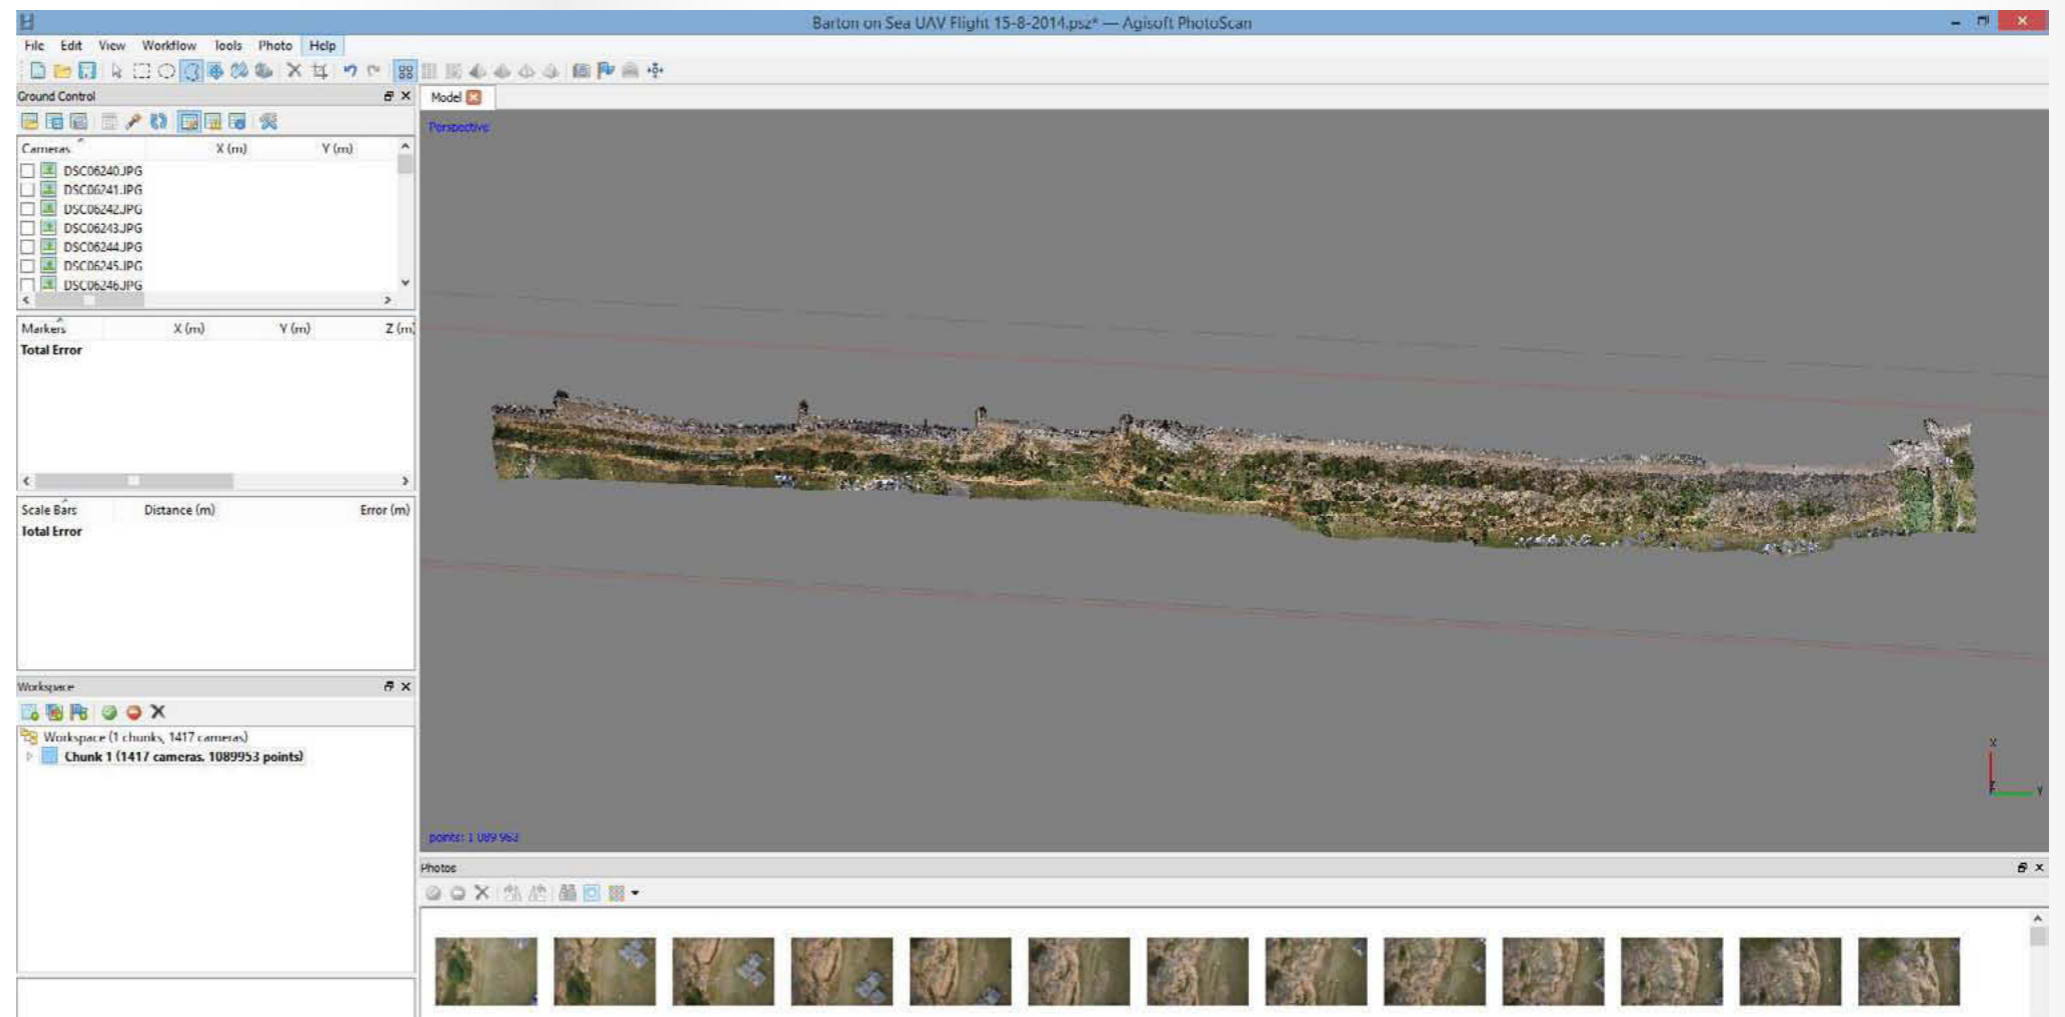 Barton on Sea UAV Flight 15-8-2014.psz* — Agisoft PhotoScan
File Edit View Workflow Tools Photo Help
Ground Control
Model
Perspective
Cameras X (m) Y (m)
DSC06240.JPG
DSC06241.JPG
DSC06242.JPG
DSC06243.JPG
DSC06244.JPG
DSC06245.JPG
DSC06246.JPG
Markers X (m) Y (m) Z (m)
Total Error
Scale Bars Distance (m) Error (m)
Total Error
Workspace
Workspace (1 chunks, 1417 cameras)
Chunk 1 (1417 cameras, 1089953 points)
X
Z
Y
points: 1 089 953
Photos